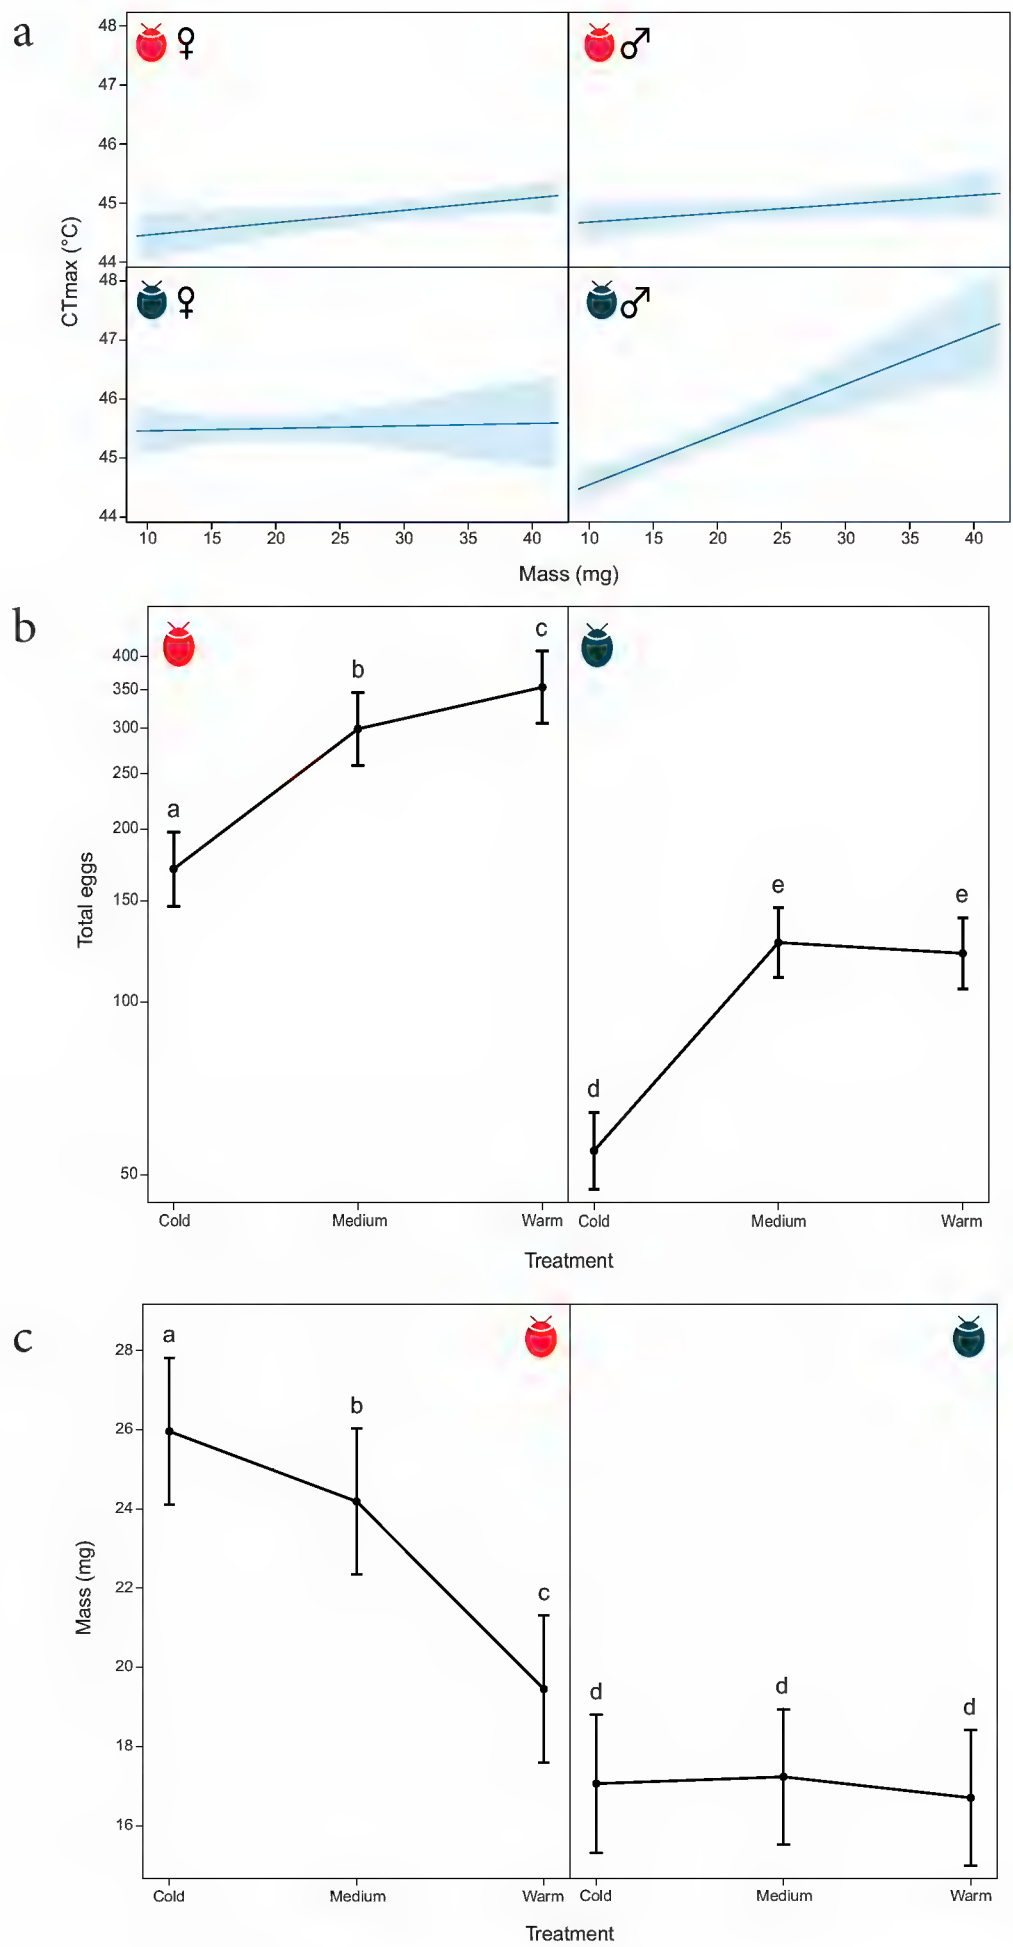 a
♀
♂
48
47
46
45
44
♀
♂
48
47
46
45
44
CTmax (°C)
10 15 20 25 30 35 40 10 15 20 25 30 35 40
Mass (mg)
b
a
b
c
d
e
e
400
350
300
250
200
150
100
50
Total eggs
Cold Medium Warm Cold Medium Warm
Treatment
c
a
b
c
d
d
d
28
26
24
22
20
18
16
Mass (mg)
Cold Medium Warm Cold Medium Warm
Treatment